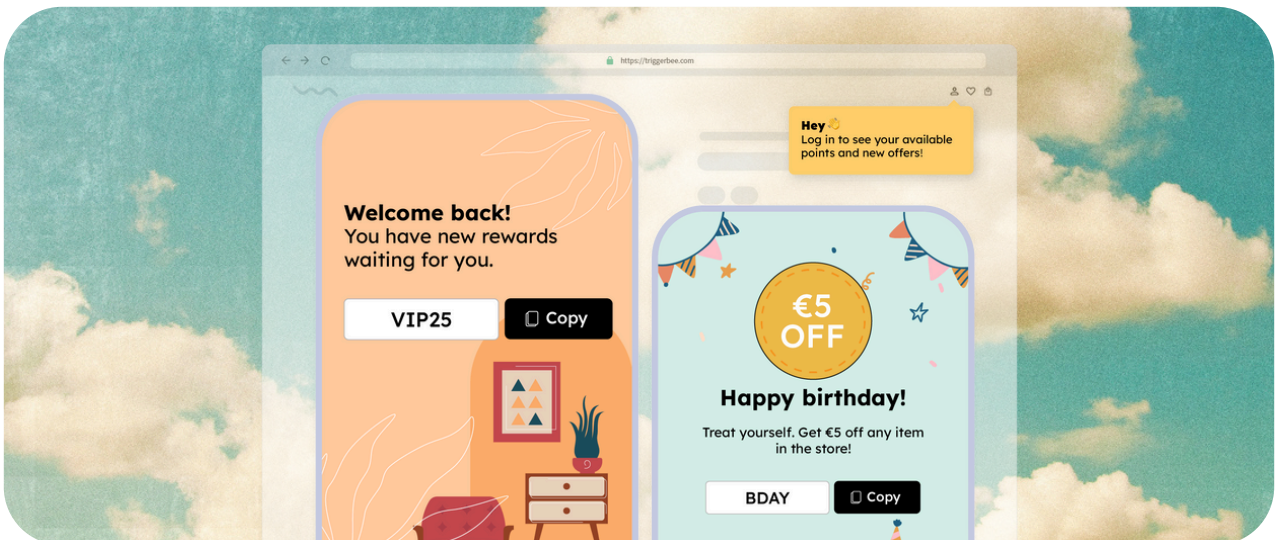 https://triggerbee.com
Hey👋
Log in to see your available
points and new offers!
Welcome back!
You have new rewards
waiting for you.
VIP25
Copy
€5
OFF
Happy birthday!
Treat yourself. Get €5 off any item
in the store!
BDAY
Copy